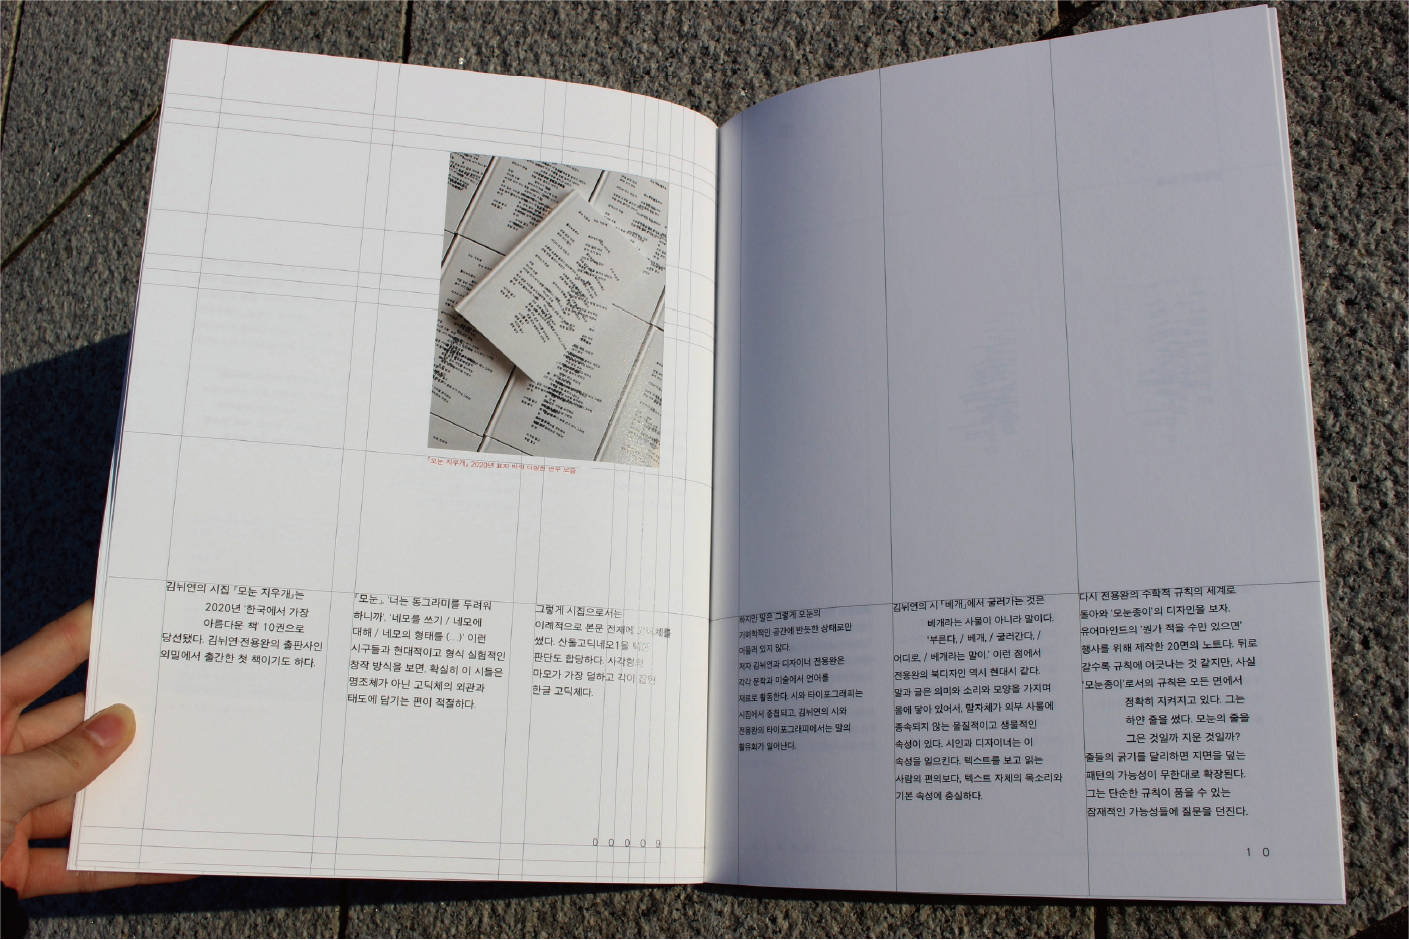 『모눈 지우개』 2020년 표지
김뉘연의 시집 『모눈 지우개』는
2020년 '한국에서 가장
아름다운 책' 10권으로
당선됐다. 김뉘연·전용완의 출판사인
외밀에서 출간한 첫 책이기도 하다.
『모눈』, '너는 동그라미를 두려워
하니까'. '네모를 쓰기 / 네모에
대해 / 네모의 형태를 (…)' 이런
시구들과 현대적이고 형식 실험적인
창작 방식을 보면, 확실히 이 시들은
명조체가 아닌 고딕체의 외관과
태도에 담기는 편이 적절하다.
그렇게 시집으로서는
이례적으로 본문 전체에 고딕체를
썼다. 산돌고딕네오1을 택한
판단도 합당하다. 사각형의
마모가 가장 덜하고 각이 잡힌
한글 고딕체다.
00009
하지만 말은 그렇게 모눈의
기하학적인 공간에 반듯한 상태로만
머물러 있지 않다.
저자 김뉘연과 디자이너 전용완은
각각 문학과 미술에서 언어를
재료로 활동한다. 시와 타이포그래피는
시집에서 중첩되고, 김뉘연의 시와
전용완의 타이포그래피에서는 말의
활유화가 일어난다.
김뉘연의 시 「베개」에서 굴러가는 것은
베개라는 사물이 아니라 말이다.
'부른다, / 베개, / 굴러간다, /
어디로, / 베개라는 말이.' 이런 점에서
전용완의 북디자인 역시 현대시 같다.
말과 글은 의미와 소리와 모양을 가지며
몸에 닿아 있어서, 활자체가 외부 사물에
종속되지 않는 물질적이고 생물적인
속성이 있다. 시인과 디자이너는 이
속성을 일으킨다. 텍스트를 보고 읽는
사람의 편의보다, 텍스트 자체의 목소리와
기본 속성에 충실하다.
다시 전용완의 수학적 규칙의 세계로
돌아와 '모눈종이'의 디자인을 보자.
유어마인드의 '뭔가 적을 수만 있으면'
행사를 위해 제작한 20면의 노트다. 뒤로
갈수록 규칙에 어긋나는 것 같지만, 사실
'모눈종이'로서의 규칙은 모든 면에서
정확히 지켜지고 있다. 그는
하얀 줄을 썼다. 모눈의 줄을
그은 것일까 지운 것일까?
줄들의 굵기를 달리하면 지면을 덮는
패턴의 가능성이 무한대로 확장된다.
그는 단순한 규칙이 품을 수 있는
잠재적인 가능성들에 질문을 던진다.
10